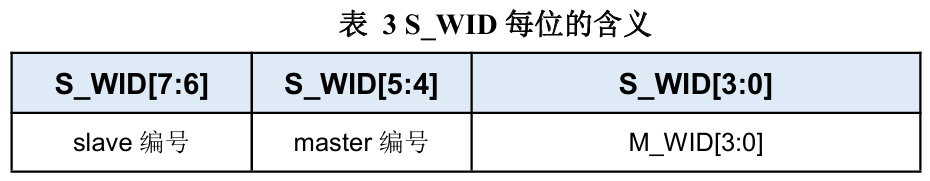 表 3 S_WID 每位的含义
S_WID[7:6] S_WID[5:4] S_WID[3:0]
slave 编号 master 编号 M_WID[3:0]